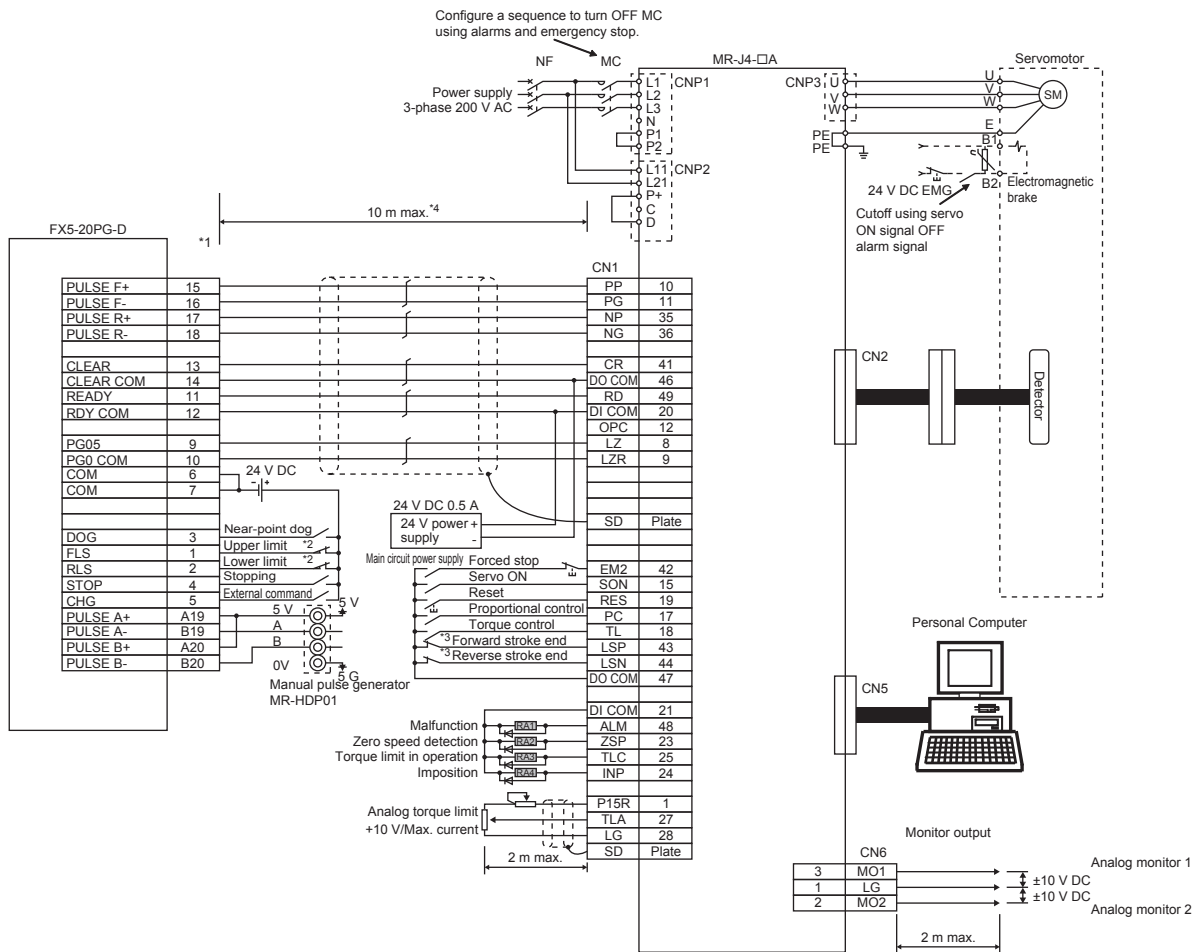 Configure a sequence to turn OFF MC
using alarms and emergency stop.
NF MC MR-J4-□A Servomotor
Power supply
3-phase 200 V AC
L1 CNP1
L2
L3
N
P1
P2
L11 CNP2
L21
P+
C
D
CNP3 U
V
W
PE
PE
U
V
W
SM
E
B1
B2
24 V DC EMG
Electromagnetic
brake
Cutoff using servo
ON signal OFF
alarm signal
10 m max.*4
FX5-20PG-D
*1
CN1
PULSE F+ 15 PP 10
PULSE F- 16 PG 11
PULSE R+ 17 NP 35
PULSE R- 18 NG 36
CLEAR 13 CR 41
CLEAR COM 14 DO COM 46
READY 11 RD 49
RDY COM 12 DI COM 20
OPC 12
PG05 9 LZ 8
PG0 COM 10 LZR 9
COM 6
COM 7
24 V DC
+
24 V DC 0.5 A
24 V power +
supply -
SD Plate
DOG 3 Near-point dog
FLS 1 Upper limit *2
RLS 2 Lower limit *2
STOP 4 Stopping
CHG 5 External command
PULSE A+ A19 5 V 5 V
PULSE A- B19 A
PULSE B+ A20 B
PULSE B- B20 0V 5 G
Manual pulse generator
MR-HDP01
Main circuit power supply
Forced stop EM2 42
Servo ON SON 15
Reset RES 19
Proportional control PC 17
Torque control TL 18
*3 Forward stroke end LSP 43
*3 Reverse stroke end LSN 44
DO COM 47
DI COM 21
Malfunction RA1 ALM 48
Zero speed detection RA2 ZSP 23
Torque limit in operation RA3 TLC 25
Imposition RA4 INP 24
Analog torque limit
+10 V/Max. current
P15R 1
TLA 27
LG 28
SD Plate
2 m max.
CN2
Detector
Personal Computer
CN5
Monitor output
CN6
3 MO1 Analog monitor 1
±10 V DC
1 LG
±10 V DC
2 MO2 Analog monitor 2
2 m max.